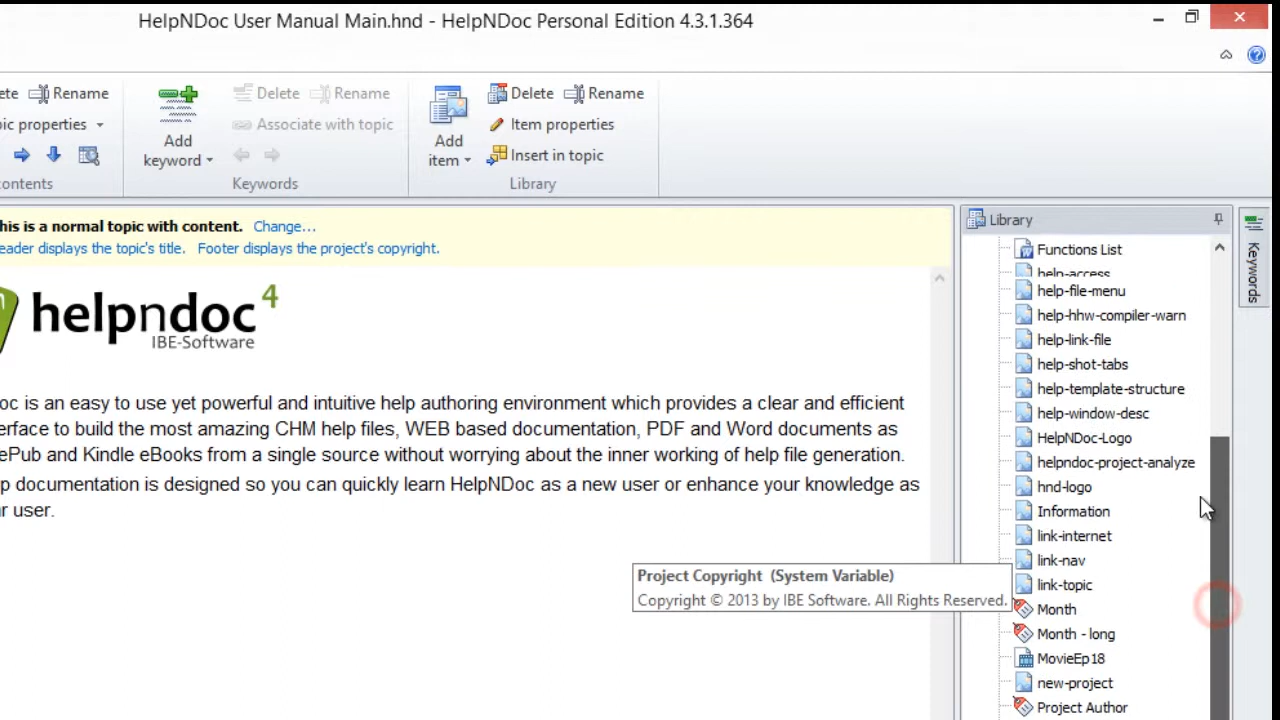 HelpNDoc User Manual Main.hnd - HelpNDoc Personal Edition 4.3.1.364
ete Rename
Delete Rename
Delete Rename
pic properties
Associate with topic
Item properties
Add keyword
Add item
Insert in topic
ontents
Keywords
Library
his is a normal topic with content. Change...
eader displays the topic's title. Footer displays the project's copyright.
helpndoc 4
IBE-Software
oc is an easy to use yet powerful and intuitive help authoring environment which provides a clear and efficient
erface to build the most amazing CHM help files, WEB based documentation, PDF and Word documents as
ePub and Kindle eBooks from a single source without worrying about the inner working of help file generation.
p documentation is designed so you can quickly learn HelpNDoc as a new user or enhance your knowledge as
ar user.
Project Copyright (System Variable)
Copyright © 2013 by IBE Software. All Rights Reserved.
Library
Functions List
help-access
help-file-menu
help-hhw-compiler-warn
help-link-file
help-shot-tabs
help-template-structure
help-window-desc
HelpNDoc-Logo
helpndoc-project-analyze
hnd-logo
Information
link-internet
link-nav
link-topic
Month
Month - long
MovieEp18
new-project
Project Author
Keywords